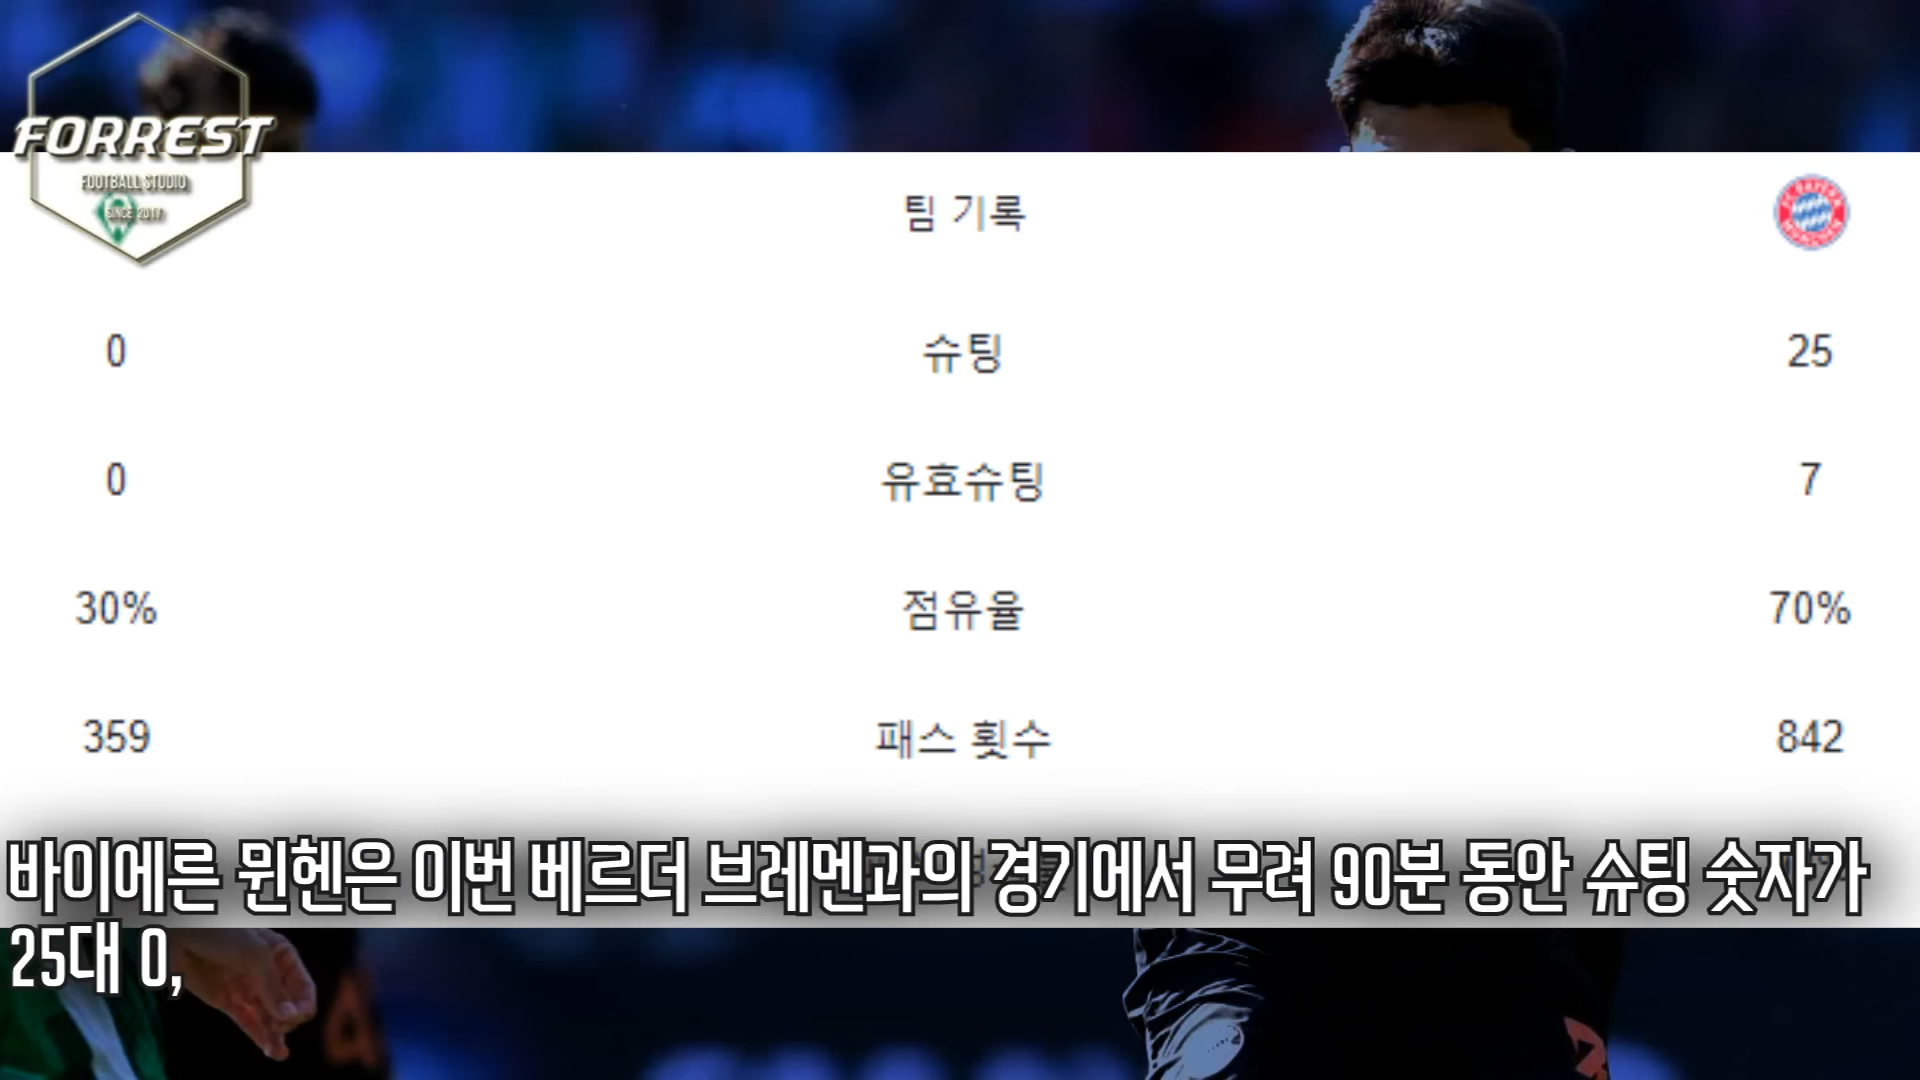 FORREST
FOOTBALL STUDIO
SINCE 2017
팀 기록
0 슈팅 25
0 유효슈팅 7
30% 점유율 70%
359 패스 횟수 842
바이에른 뮌헨은 이번 베르더 브레멘과의 경기에서 무려 90분 동안 슈팅 숫자가
25대 0,